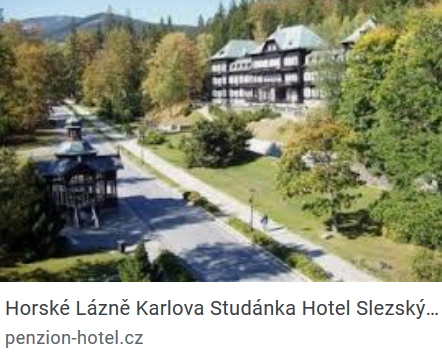 Horské Lázně Karlova Studánka Hotel Slezský...
penzion-hotel.cz